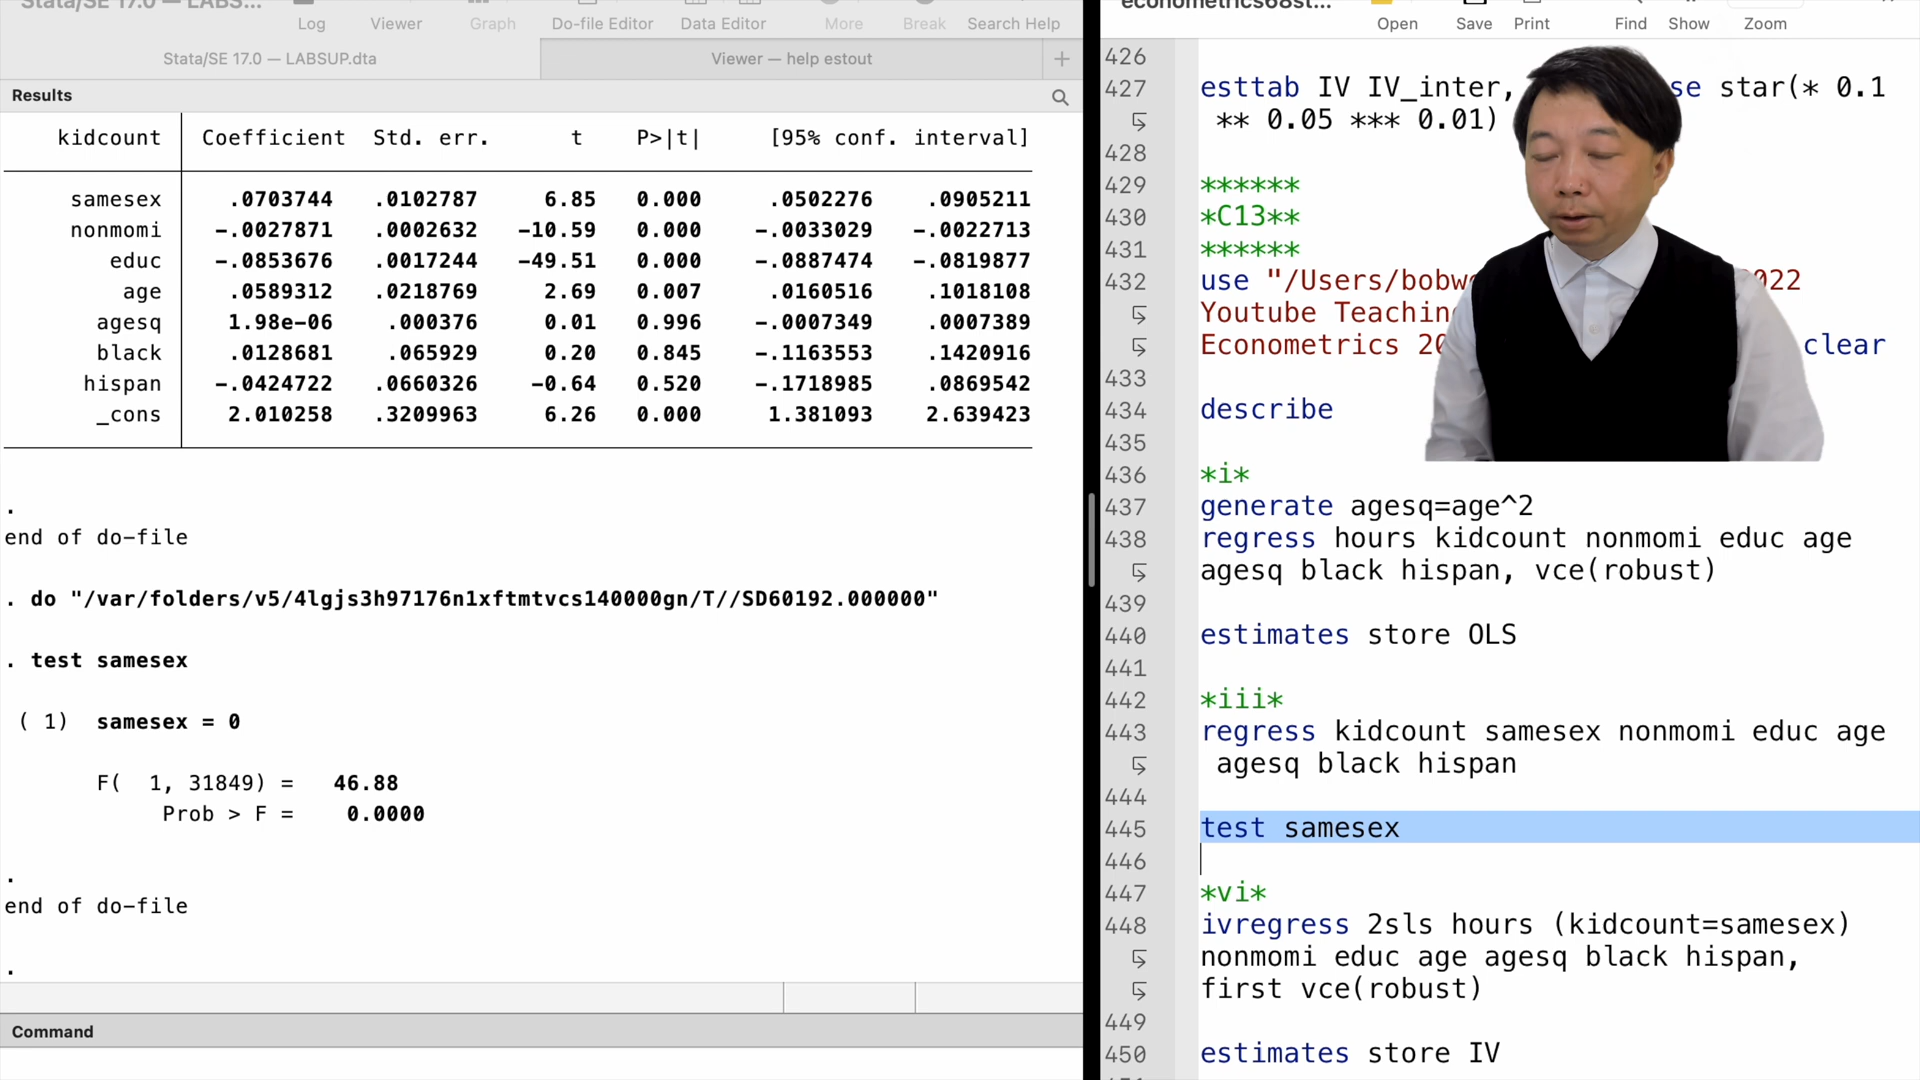 Stata/SE 17.0 — LABS...
Log Viewer Graph Do-file Editor Data Editor More Break Search Help
Stata/SE 17.0 — LABSUP.dta Viewer — help estout +
Results
kidcount Coefficient Std. err. t P>|t| [95% conf. interval]
samesex .0703744 .0102787 6.85 0.000 .0502276 .0905211
nonmomi -.0027871 .0002632 -10.59 0.000 -.0033029 -.0022713
educ -.0853676 .0017244 -49.51 0.000 -.0887474 -.0819877
age .0589312 .0218769 2.69 0.007 .0160516 .1018108
agesq 1.98e-06 .000376 0.01 0.996 -.0007349 .0007389
black .0128681 .065929 0.20 0.845 -.1163553 .1420916
hispan -.0424722 .0660326 -0.64 0.520 -.1718985 .0869542
_cons 2.010258 .3209963 6.26 0.000 1.381093 2.639423
.
end of do-file
. do "/var/folders/v5/4lgjs3h97176n1xftmtvcs140000gn/T//SD60192.000000"
. test samesex
( 1) samesex = 0
F( 1, 31849) = 46.88
Prob > F = 0.0000
.
end of do-file
.
Command
econometrics68st...
Open Save Print Find Show Zoom
426
427 esttab IV IV_inter, se star(* 0.1
** 0.05 *** 0.01)
428
429 ******
430 *C13**
431 ******
432 use "/Users/bobw 022
Youtube Teachin
Econometrics 20 clear
433
434 describe
435
436 *i*
437 generate agesq=age^2
438 regress hours kidcount nonmomi educ age
agesq black hispan, vce(robust)
439
440 estimates store OLS
441
442 *iii*
443 regress kidcount samesex nonmomi educ age
agesq black hispan
444
445 test samesex
446
447 *vi*
448 ivregress 2sls hours (kidcount=samesex)
nonmomi educ age agesq black hispan,
first vce(robust)
449
450 estimates store IV